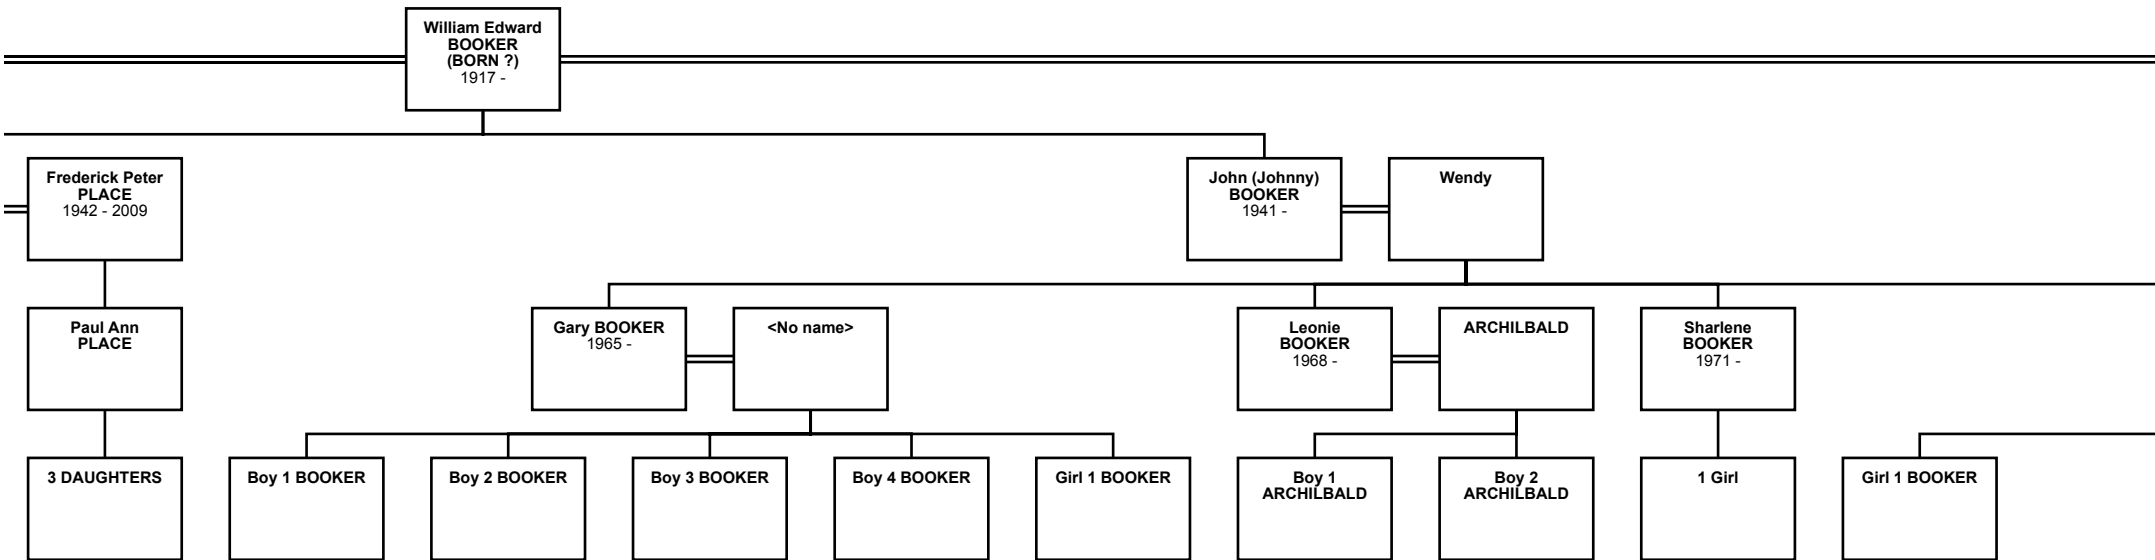 William Edward
BOOKER
(BORN ?)
1917 -
Frederick Peter
PLACE
1942 - 2009
John (Johnny)
BOOKER
1941 -
Wendy
Paul Ann
PLACE
Gary BOOKER
1965 -
<No name>
Leonie
BOOKER
1968 -
ARCHILBALD
Sharlene
BOOKER
1971 -
3 DAUGHTERS
Boy 1 BOOKER
Boy 2 BOOKER
Boy 3 BOOKER
Boy 4 BOOKER
Girl 1 BOOKER
Boy 1
ARCHILBALD
Boy 2
ARCHILBALD
1 Girl
Girl 1 BOOKER